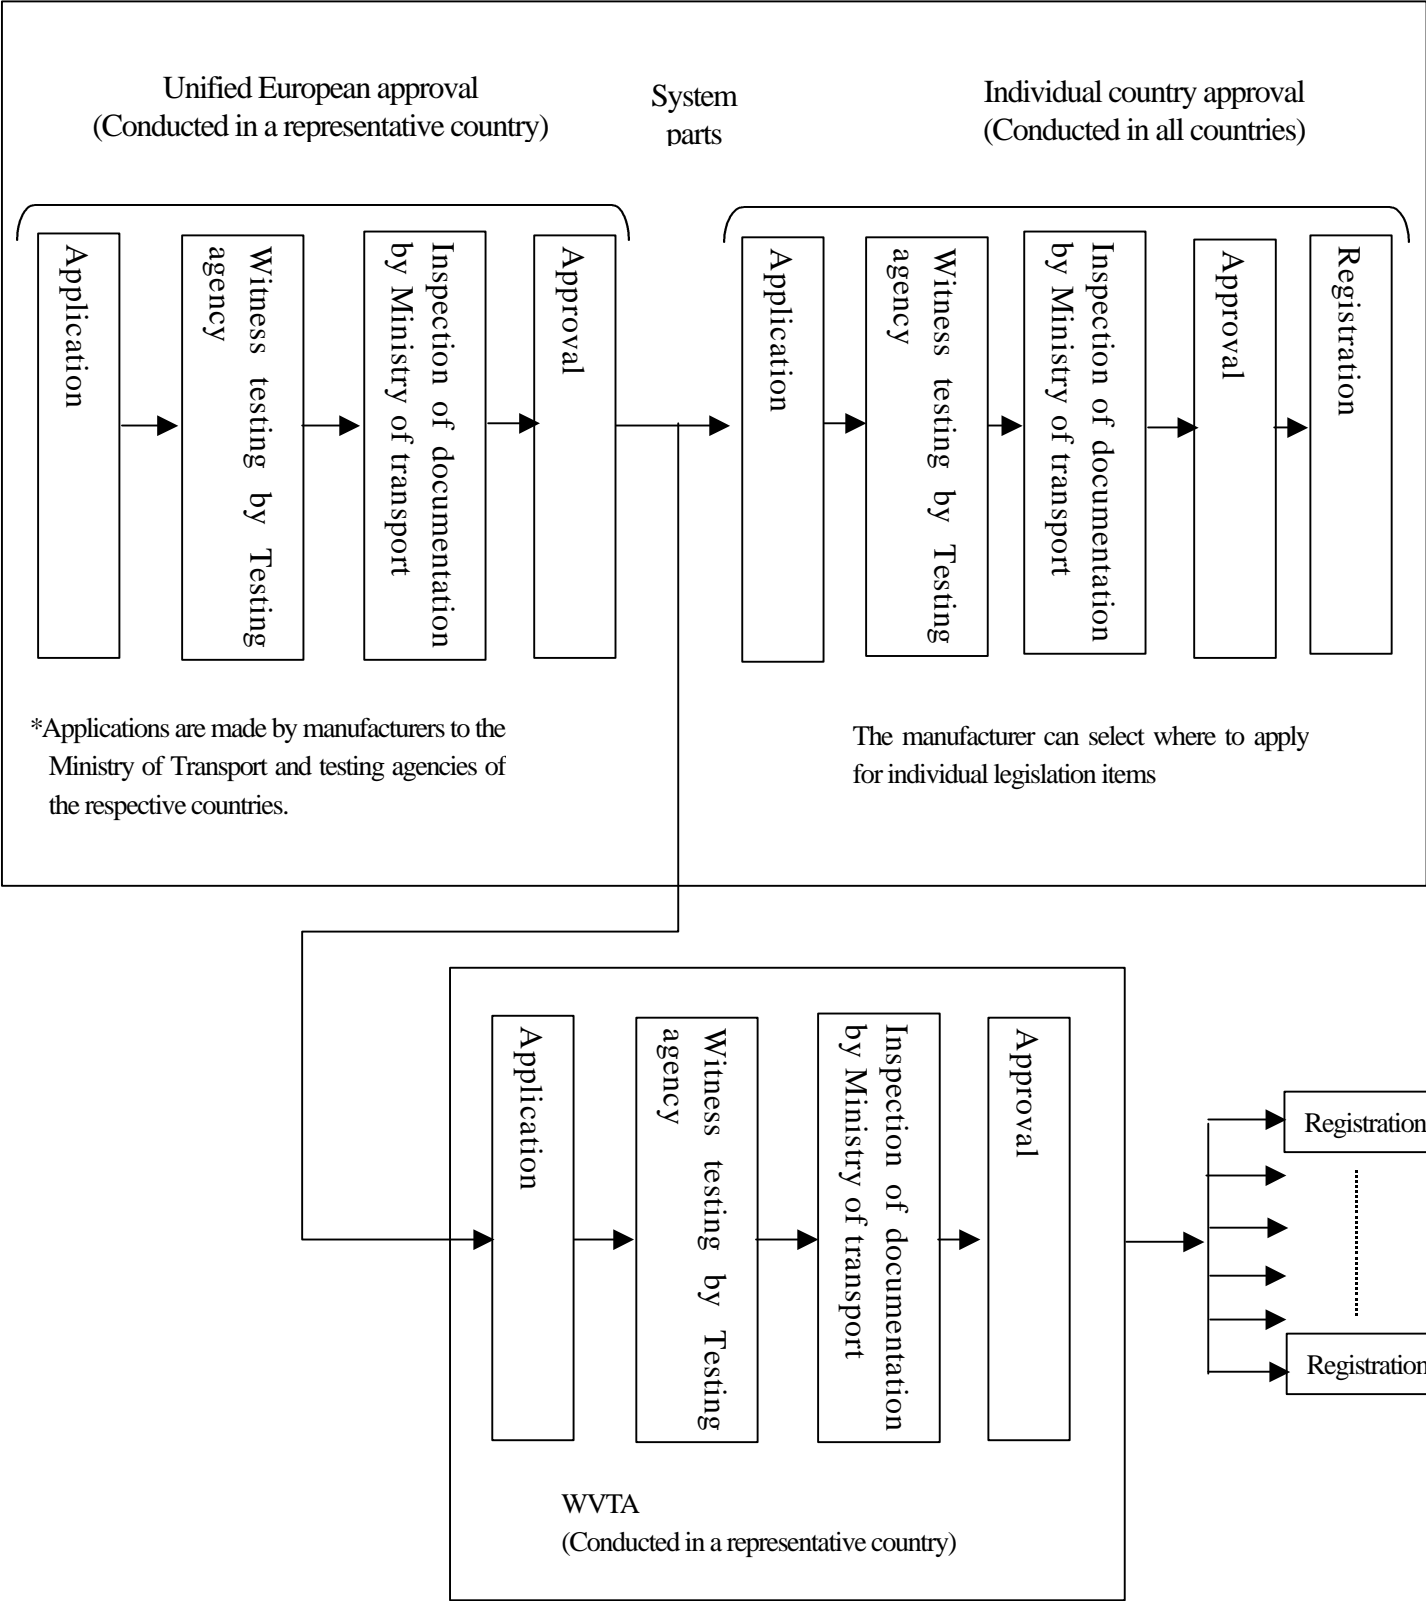 Unified European approval
(Conducted in a representative country)
System
parts
Individual country approval
(Conducted in all countries)
Application
Witness testing by Testing
agency
Inspection of documentation
by Ministry of transport
Approval
Application
Witness testing by Testing
agency
Inspection of documentation
by Ministry of transport
Approval
Registration
*Applications are made by manufacturers to the
Ministry of Transport and testing agencies of
the respective countries.
The manufacturer can select where to apply
for individual legislation items
Application
Witness testing by Testing
agency
Inspection of documentation
by Ministry of transport
Approval
Registration
Registration
WVTA
(Conducted in a representative country)